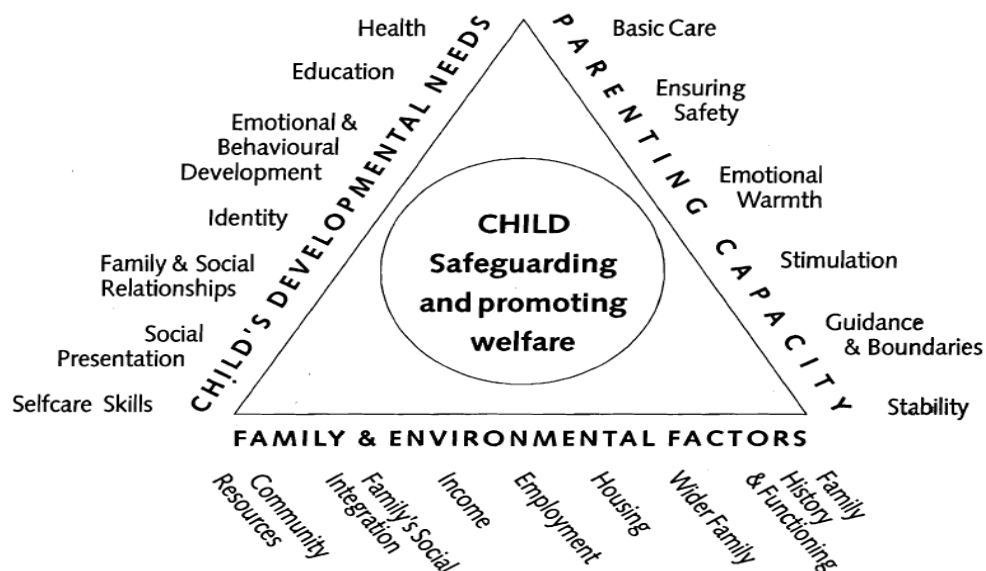 Health
Education
Emotional &
Behavioural
Development
Identity
Family & Social
Relationships
Social
Presentation
Selfcare Skills
CHILD'S DEVELOPMENTAL NEEDS
PARENTING CAPACITY
Basic Care
Ensuring
Safety
Emotional
Warmth
Stimulation
Guidance
& Boundaries
Stability
CHILD
Safeguarding
and promoting
welfare
FAMILY & ENVIRONMENTAL FACTORS
Community
Resources
Family's Social
Integration
Income
Employment
Housing
Wider Family
Family
History
& Functioning